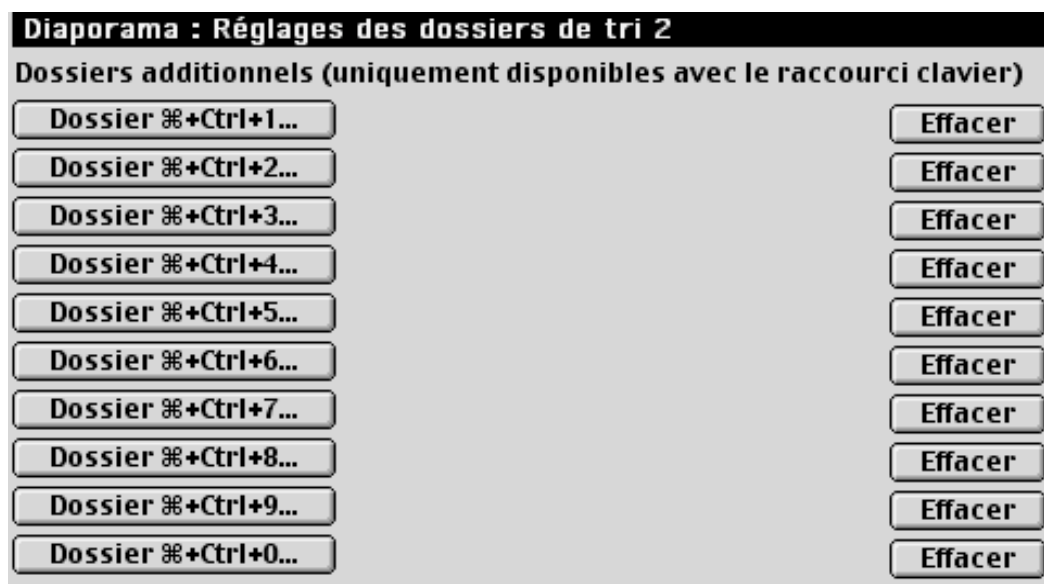 Diaporama : Réglages des dossiers de tri 2
Dossiers additionnels (uniquement disponibles avec le raccourci clavier)
Dossier ⌘+Ctrl+1... Effacer
Dossier ⌘+Ctrl+2... Effacer
Dossier ⌘+Ctrl+3... Effacer
Dossier ⌘+Ctrl+4... Effacer
Dossier ⌘+Ctrl+5... Effacer
Dossier ⌘+Ctrl+6... Effacer
Dossier ⌘+Ctrl+7... Effacer
Dossier ⌘+Ctrl+8... Effacer
Dossier ⌘+Ctrl+9... Effacer
Dossier ⌘+Ctrl+0... Effacer